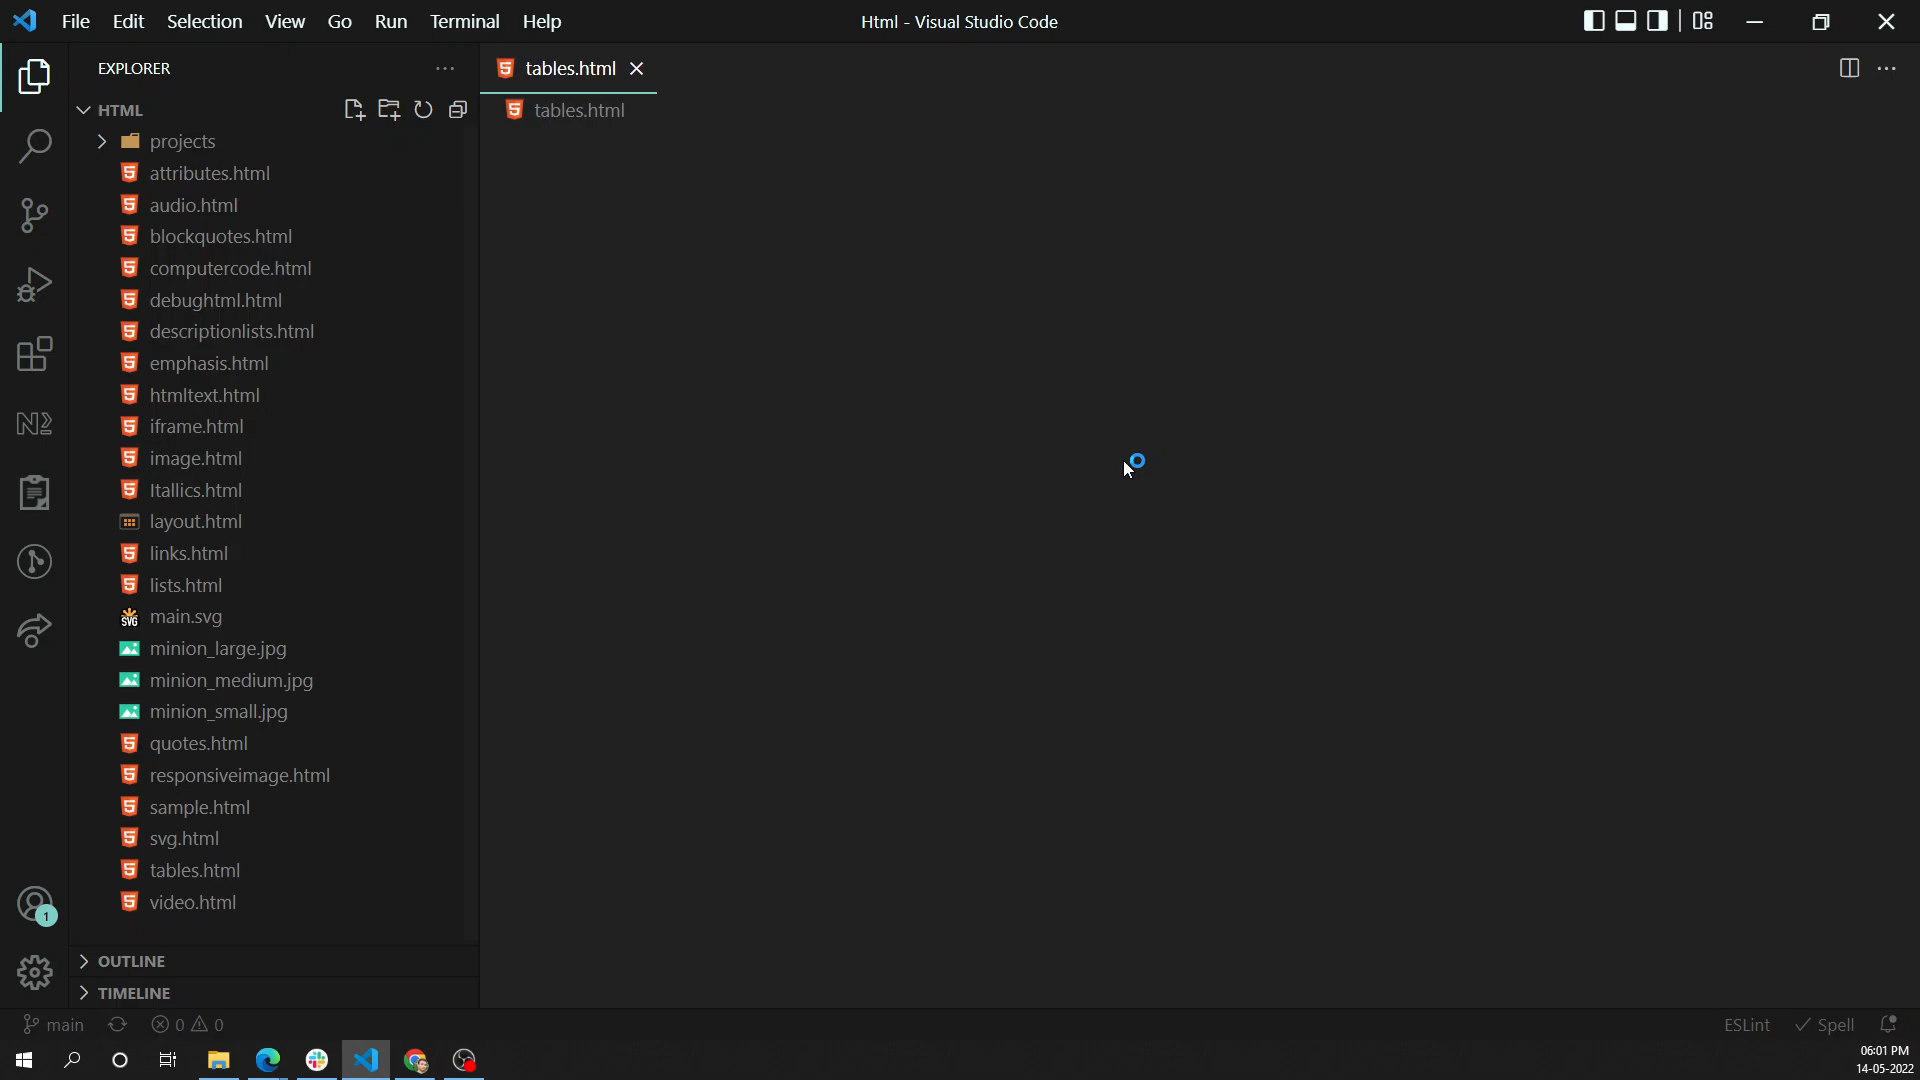 File Edit Selection View Go Run Terminal Help
Html - Visual Studio Code
EXPLORER
HTML
projects
attributes.html
audio.html
blockquotes.html
computercode.html
debughtml.html
descriptionlists.html
emphasis.html
htmltext.html
iframe.html
image.html
Itallics.html
layout.html
links.html
lists.html
SVG main.svg
minion_large.jpg
minion_medium.jpg
minion_small.jpg
quotes.html
responsiveimage.html
sample.html
svg.html
tables.html
video.html
OUTLINE
TIMELINE
tables.html
tables.html
1
main 0 0
ESLint Spell
06:01 PM
14-05-2022